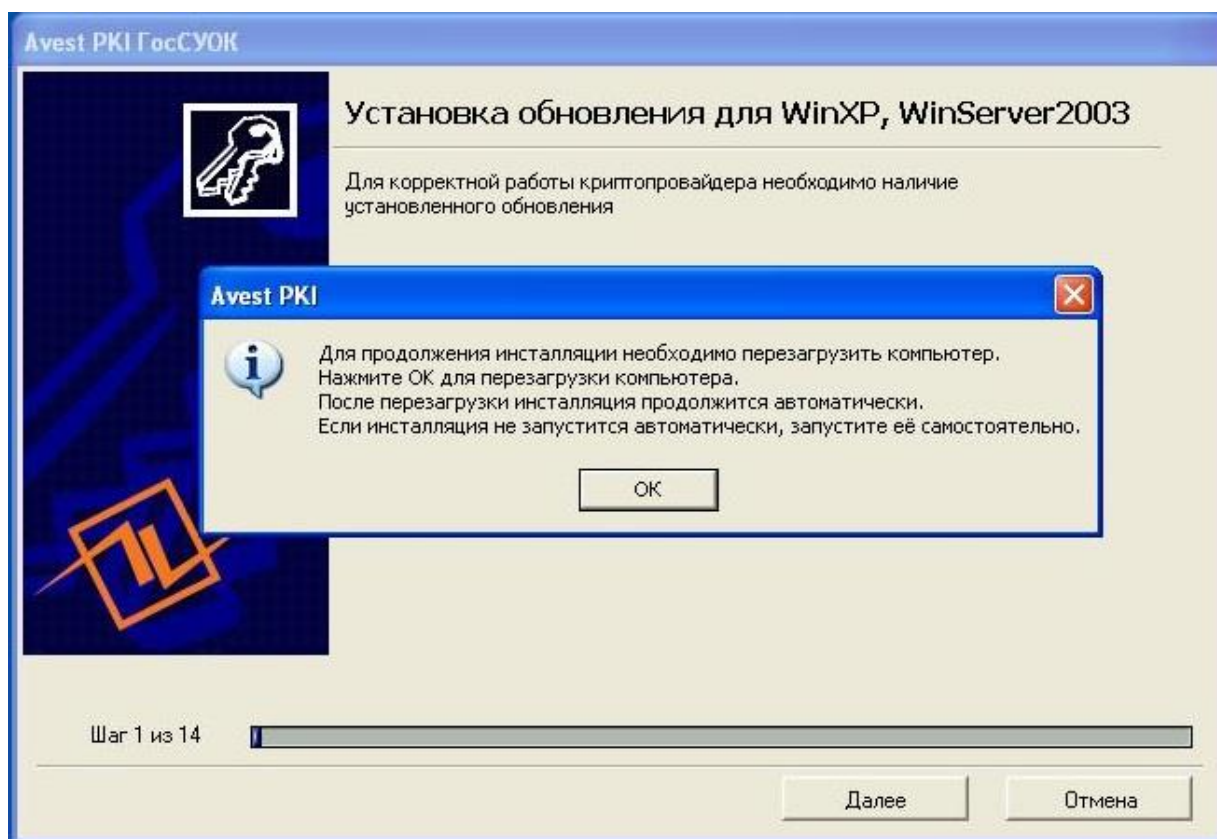 Avest PKI ГосСУОК
Установка обновления для WinXP, WinServer2003
Для корректной работы криптопровайдера необходимо наличие
установленного обновления
Avest PKI
Для продолжения инсталляции необходимо перезагрузить компьютер.
Нажмите ОК для перезагрузки компьютера.
После перезагрузки инсталляция продолжится автоматически.
Если инсталляция не запустится автоматически, запустите её самостоятельно.
ОК
Шаг 1 из 14
Далее
Отмена